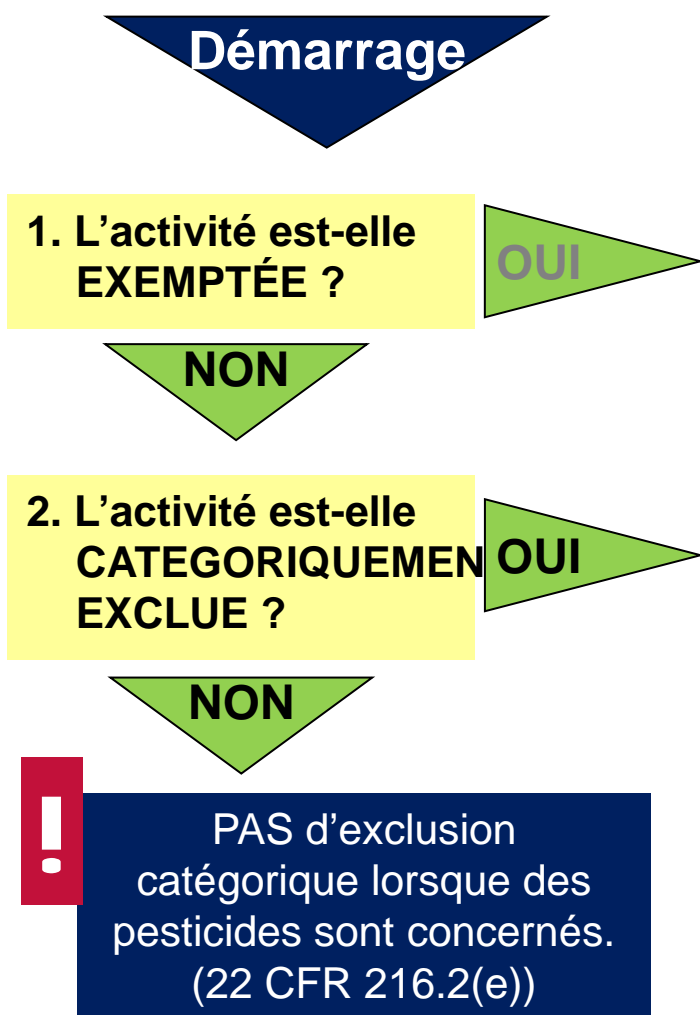 Démarrage
1. L’activité est-elle
EXEMPTÉE ?
OUI
NON
2. L’activité est-elle
CATEGORIQUEMEN
EXCLUE ?
OUI
NON
!
PAS d’exclusion
catégorique lorsque des
pesticides sont concernés.
(22 CFR 216.2(e))